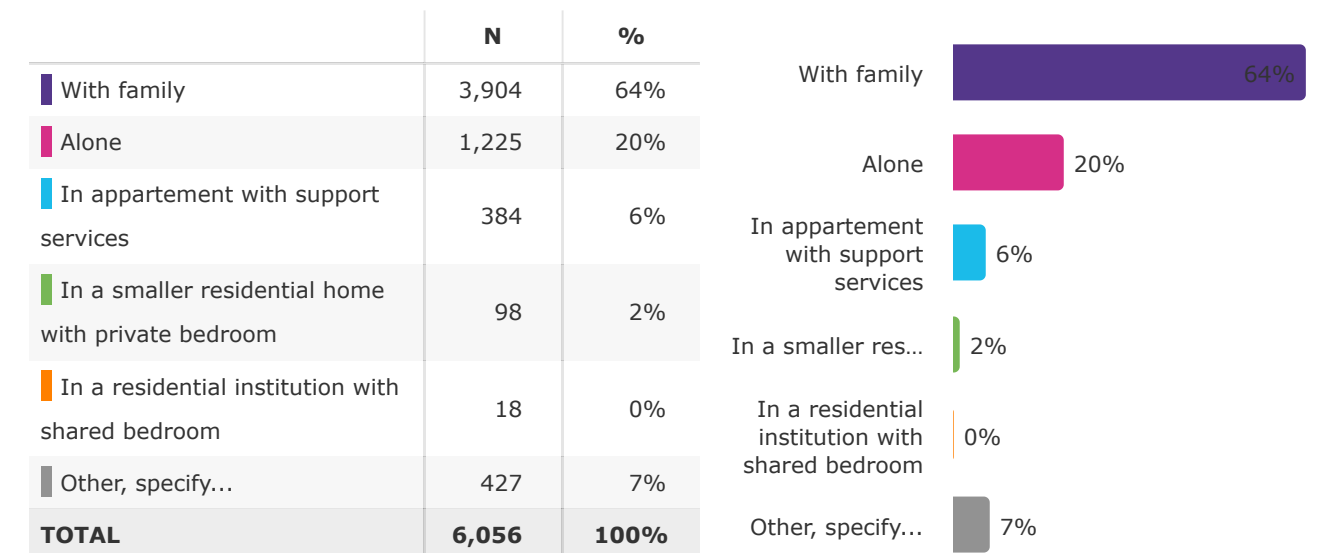 N %
With family 3,904 64%
Alone 1,225 20%
In appartement with support
services
384 6%
In a smaller residential home
with private bedroom
98 2%
In a residential institution with
shared bedroom
18 0%
Other, specify... 427 7%
TOTAL 6,056 100%
With family 64%
Alone 20%
In appartement
with support
services
6%
In a smaller res... 2%
In a residential
institution with
shared bedroom
0%
Other, specify... 7%